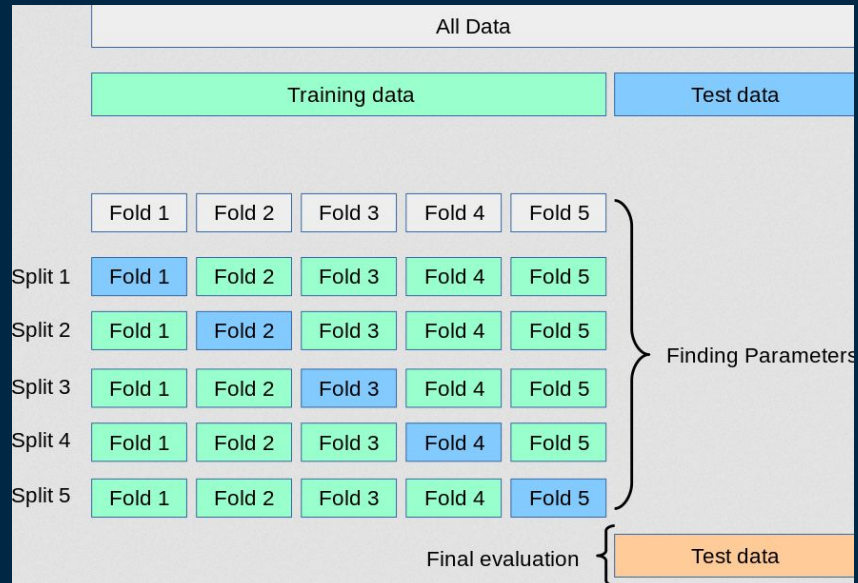 All Data
Training data Test data
Fold 1 Fold 2 Fold 3 Fold 4 Fold 5
Split 1 Fold 1 Fold 2 Fold 3 Fold 4 Fold 5
Split 2 Fold 1 Fold 2 Fold 3 Fold 4 Fold 5
Split 3 Fold 1 Fold 2 Fold 3 Fold 4 Fold 5
Split 4 Fold 1 Fold 2 Fold 3 Fold 4 Fold 5
Split 5 Fold 1 Fold 2 Fold 3 Fold 4 Fold 5
Finding Parameters
Final evaluation Test data